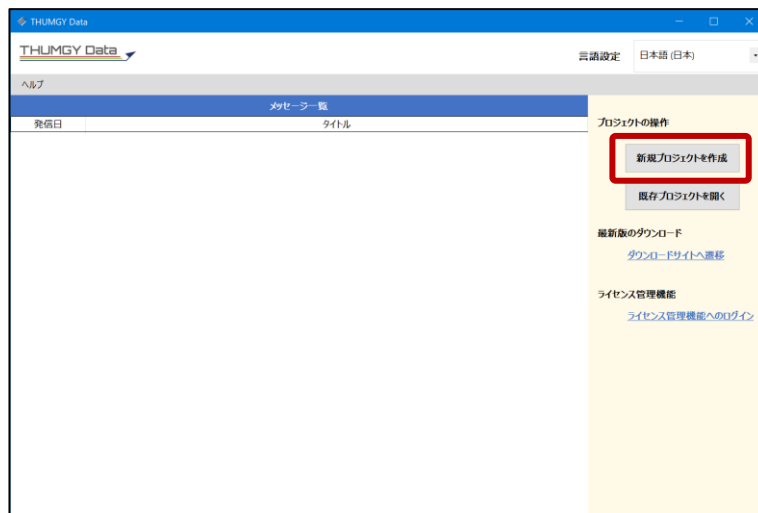 THUMGY Data
THUMGY Data
言語設定
日本語 (日本)
ヘルプ
メッセージ一覧
発信日
タイトル
プロジェクトの操作
新規プロジェクトを作成
既存プロジェクトを開く
最新版のダウンロード
ダウンロードサイトへ遷移
ライセンス管理機能
ライセンス管理機能へのログイン